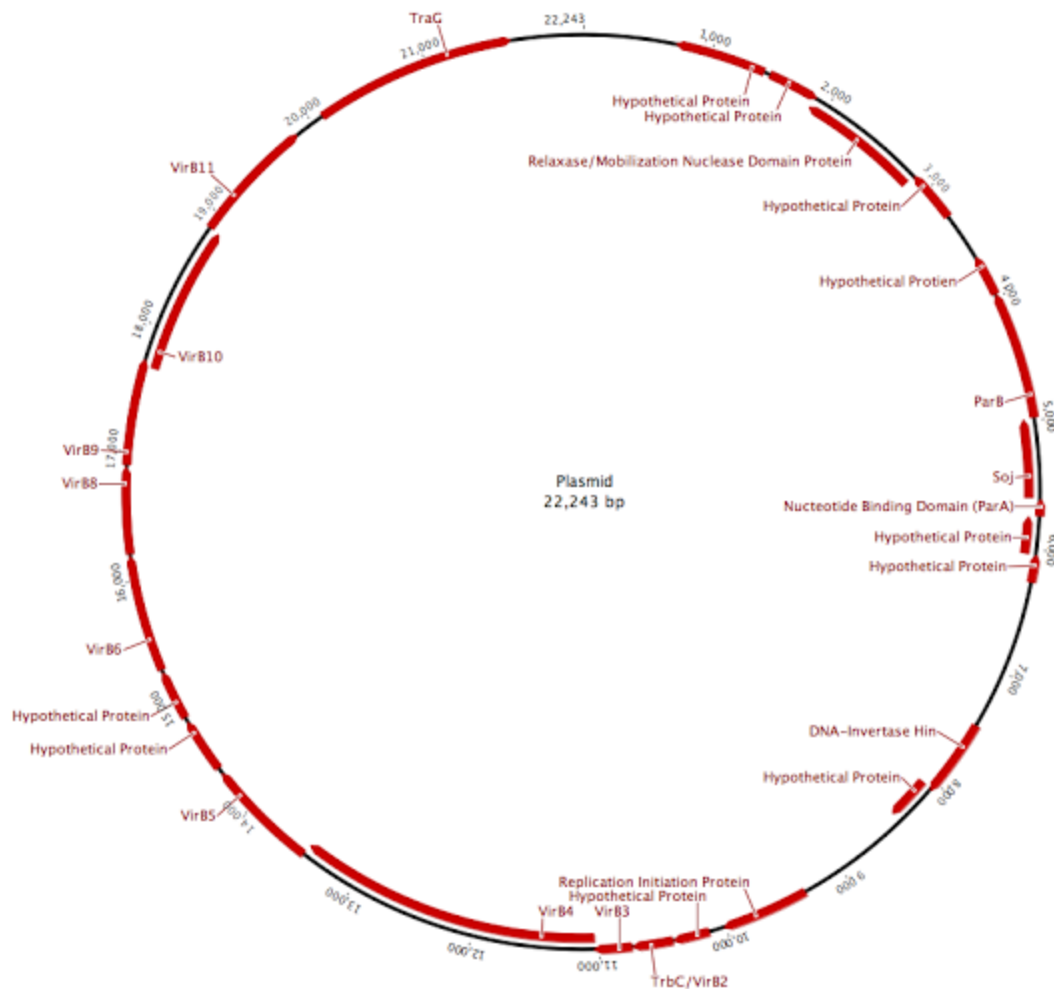 TraG
22,243
1,000
21,000
Hypothetical Protein
Hypothetical Protein
2,000
20,000
Relaxase/Mobilization Nuclease Domain Protein
VirB11
3,000
19,000
Hypothetical Protein
Hypothetical Protien
4,000
18,000
VirB10
ParB
5,000
17,000
VirB9
Soj
VirB8
Plasmid
22,243 bp
Nucteotide Binding Domain (ParA)
Hypothetical Protein
6,000
Hypothetical Protein
16,000
VirB6
7,000
15,000
Hypothetical Protein
Hypothetical Protein
DNA-Invertase Hin
Hypothetical Protein
8,000
VirB5
14,000
9,000
Replication Initiation Protein
Hypothetical Protein
13,000
VirB4
VirB3
10,000
12,000
11,000
TrbC/VirB2